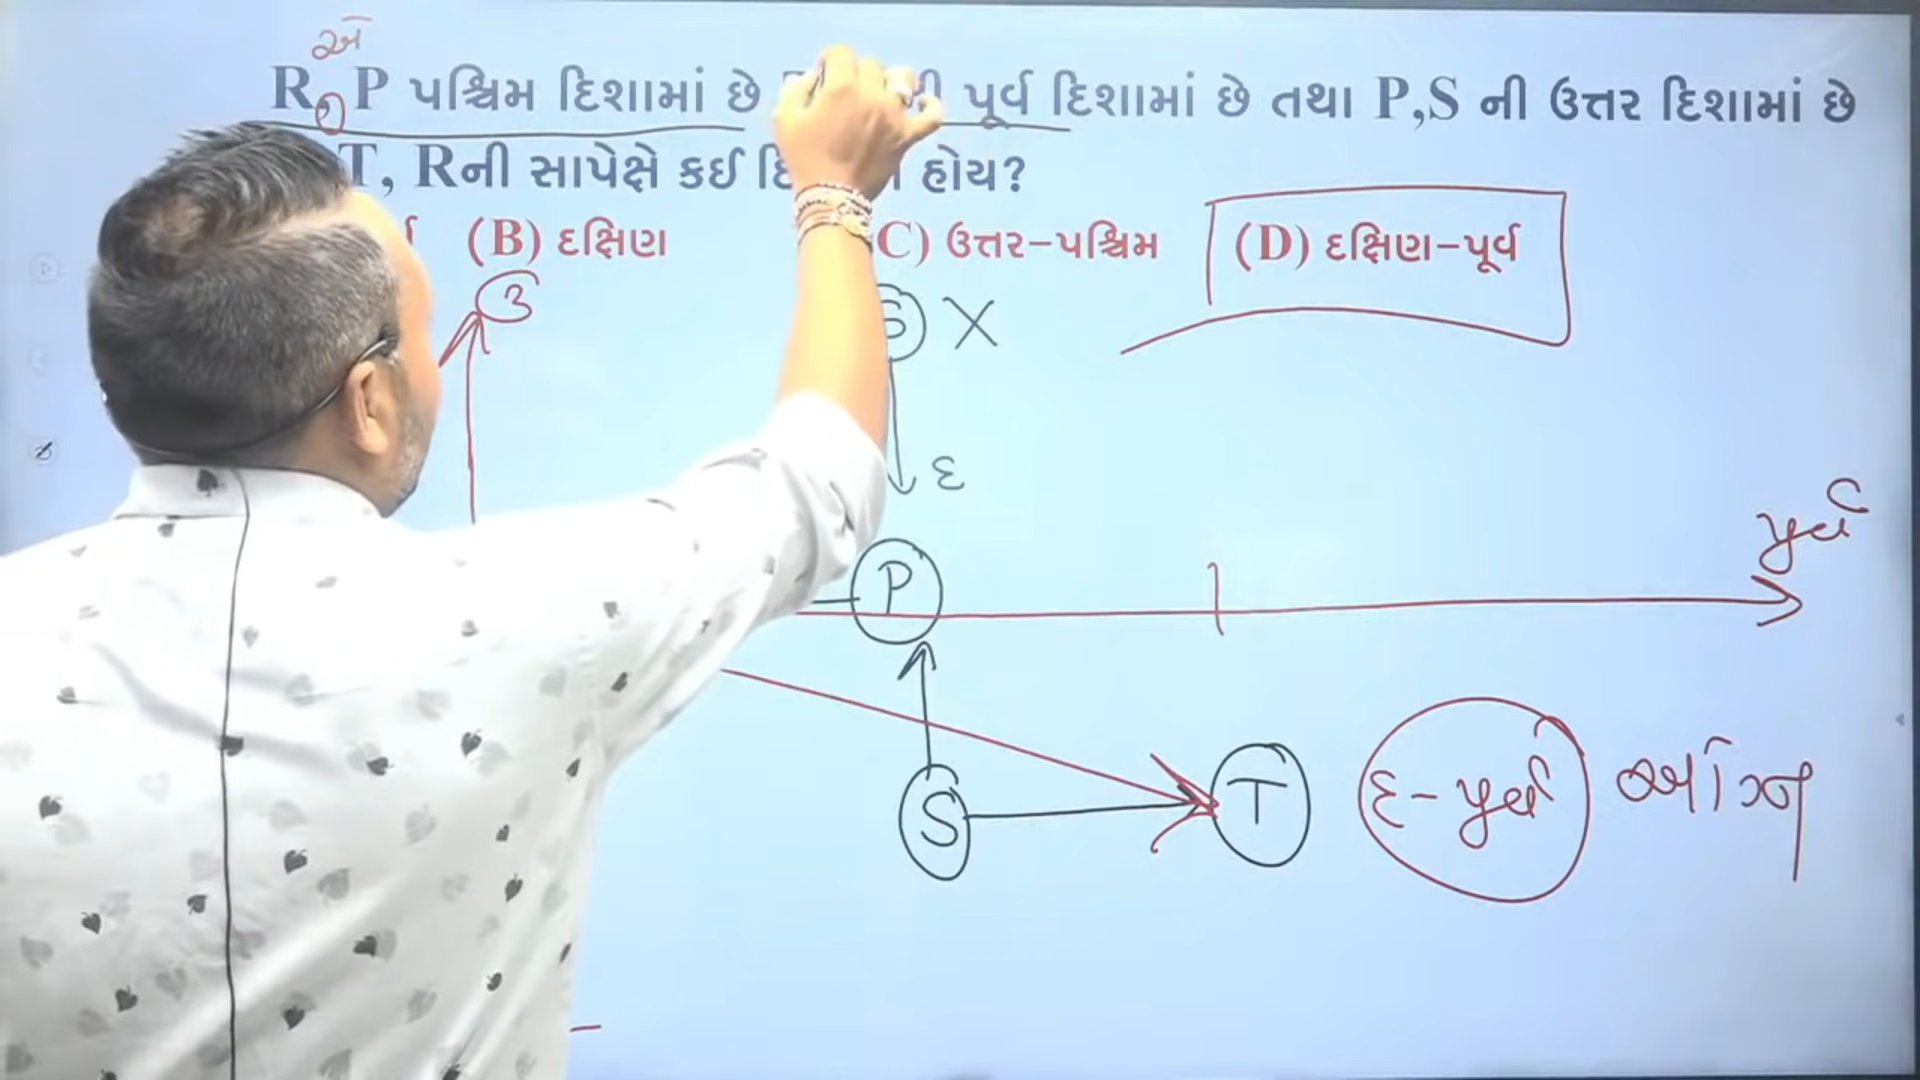 એ
R, P પશ્ચિમ દિશામાં છે ની પૂર્વ દિશામાં છે તથા P,S ની ઉત્તર દિશામાં છે
T, Rની સાપેક્ષે કઈ હોય?
(B) દક્ષિણ C) ઉત્તર-પશ્ચિમ (D) દક્ષિણ-પૂર્વ
ઉ S X
દ
પૂર્વ
P
S T દ-પૂર્વ